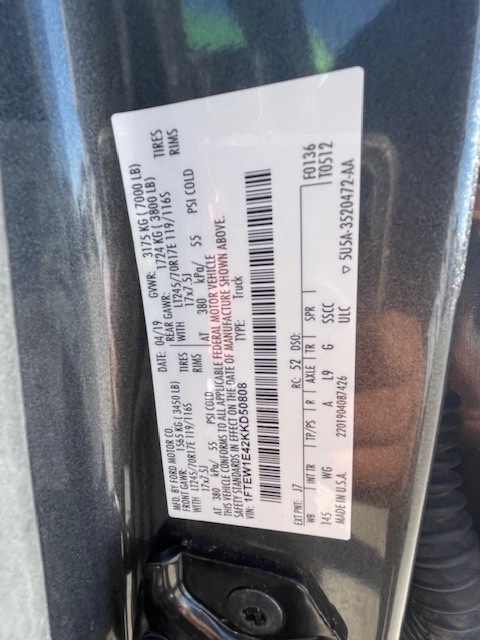 MFD. BY FORD MOTOR CO.
DATE: 04/19
GVWR: 3175 KG ( 7000 LB)
FRONT GAWR: 1565 KG ( 3450 LB)
REAR GAWR: 1724 KG ( 3800 LB)
WITH LT245/70R17E 119/116S TIRES
WITH LT245/70R17E 119/116S TIRES
17x7.5J RIMS
17x7.5J RIMS
AT 380 kPa/ 55 PSI COLD
AT 380 kPa/ 55 PSI COLD
THIS VEHICLE CONFORMS TO ALL APPLICABLE FEDERAL MOTOR VEHICLE
SAFETY STANDARDS IN EFFECT ON THE DATE OF MANUFACTURE SHOWN ABOVE.
VIN: 1FTEW1E42KKD50808
TYPE: Truck
F0136
T0512
EXT PNT: J7
RC: 52 DSO:
WB INT TR TP/PS R AXLE TR SPR
145 WG A L9 G SSCC
ULC
MADE IN U.S.A. 2201904087426
▽ 5U5A-3520472-AA